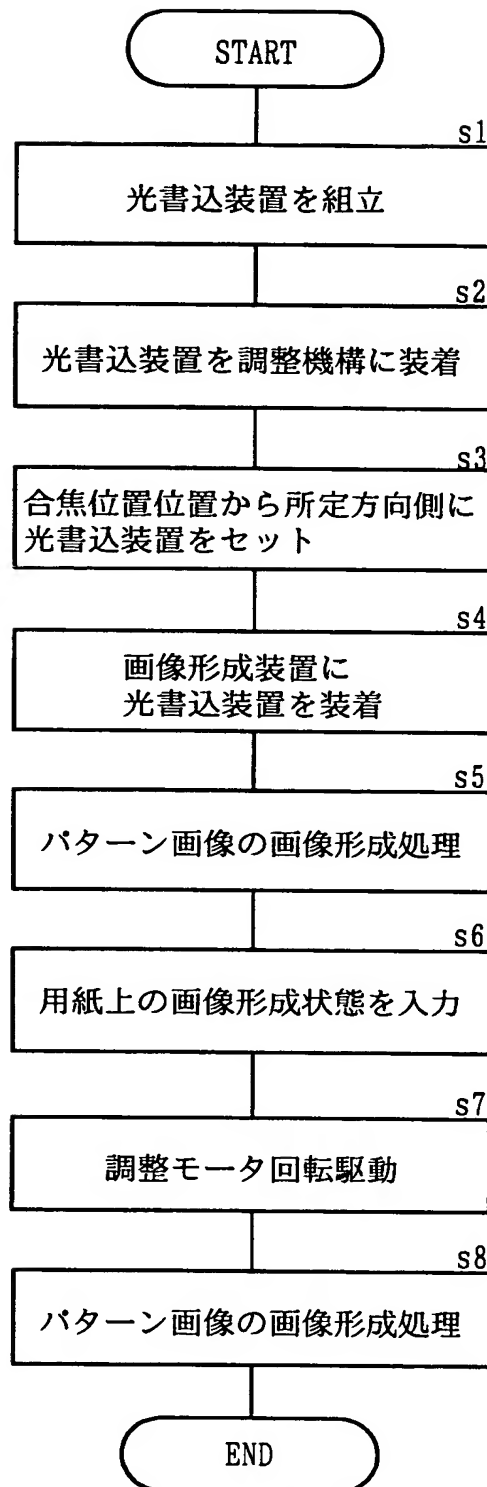 START
s1
光書込装置を組立
s2
光書込装置を調整機構に装着
s3
合焦位置位置から所定方向側に
光書込装置をセット
s4
画像形成装置に
光書込装置を装着
s5
パターン画像の画像形成処理
s6
用紙上の画像形成状態を入力
s7
調整モータ回転駆動
s8
パターン画像の画像形成処理
END